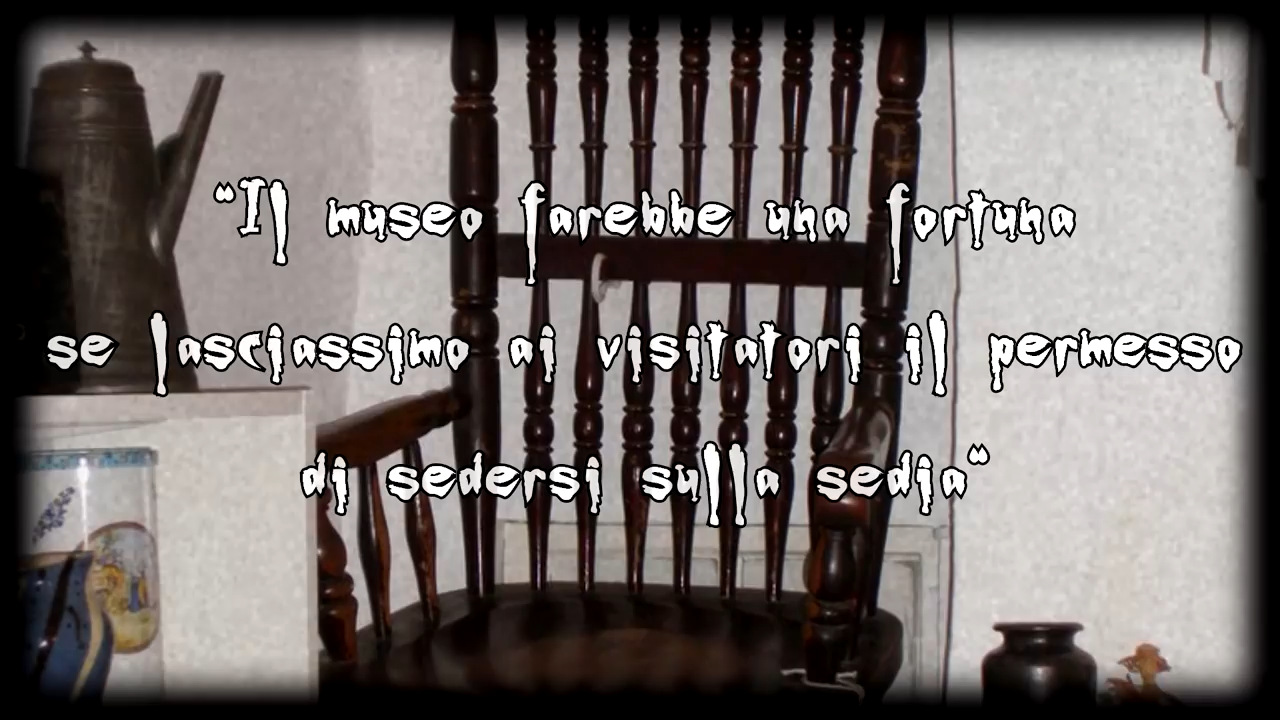 “Il museo farebbe una fortuna
se lasciassimo ai visitatori il permesso
di sedersi sulla sedia”